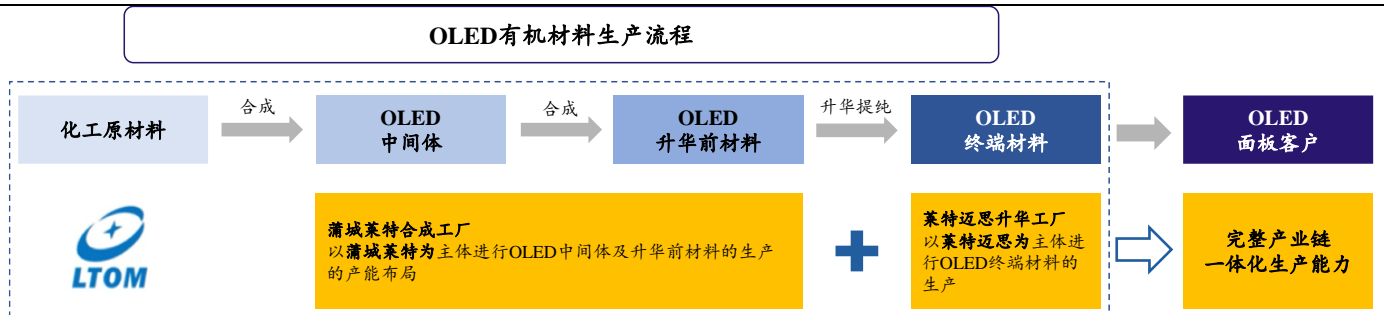 OLED有机材料生产流程
化工原材料
合成
OLED
中间体
合成
OLED
升华前材料
升华提纯
OLED
终端材料
OLED
面板客户
LTOM
蒲城莱特合成工厂
以蒲城莱特为主体进行OLED中间体及升华前材料的生产
的产能布局
莱特迈思升华工厂
以莱特迈思为主体进
行OLED终端材料的
生产
完整产业链
一体化生产能力